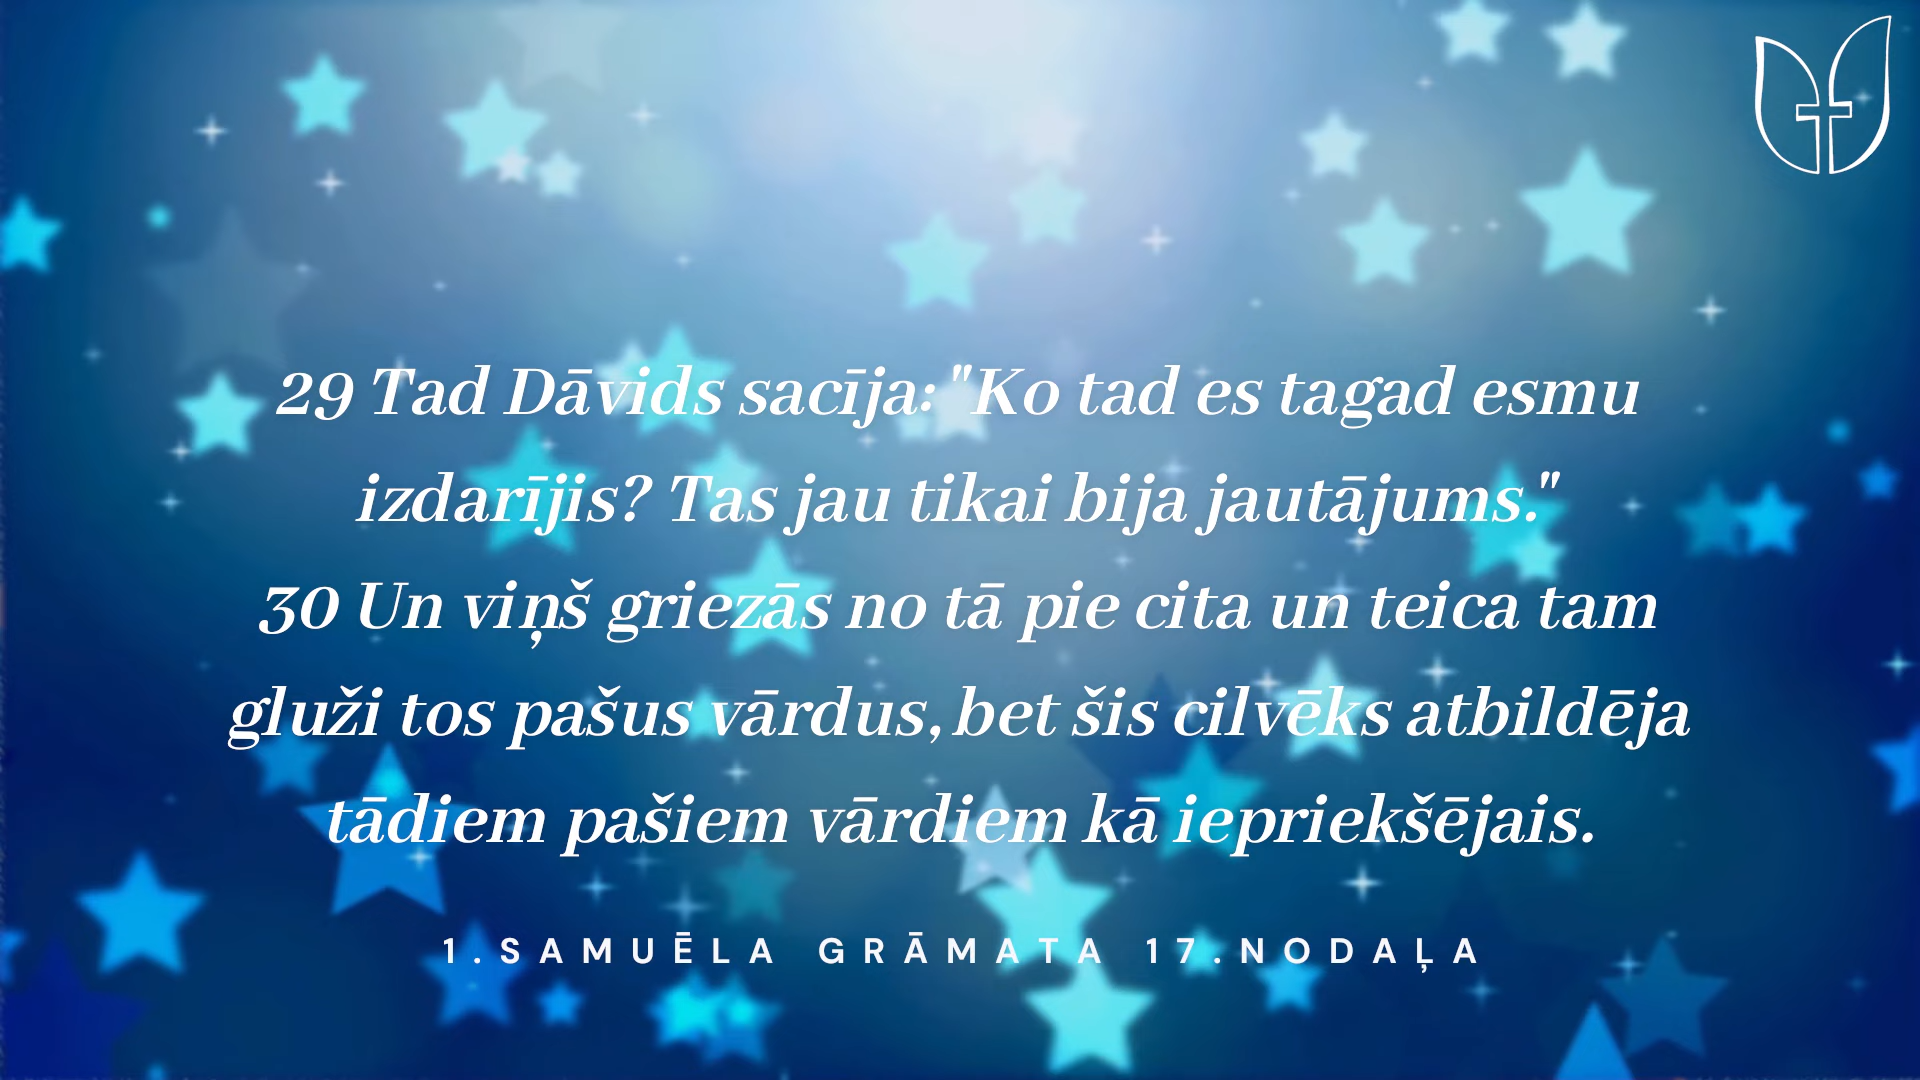 29 Tad Dāvids sacīja: "Ko tad es tagad esmu
izdarījis? Tas jau tikai bija jautājums."
30 Un viņš griezās no tā pie cita un teica tam
gluži tos pašus vārdus, bet šis cilvēks atbildēja
tādiem pašiem vārdiem kā iepriekšējais.
1.SAMUĒLA GRĀMATA 17.NODAĻA